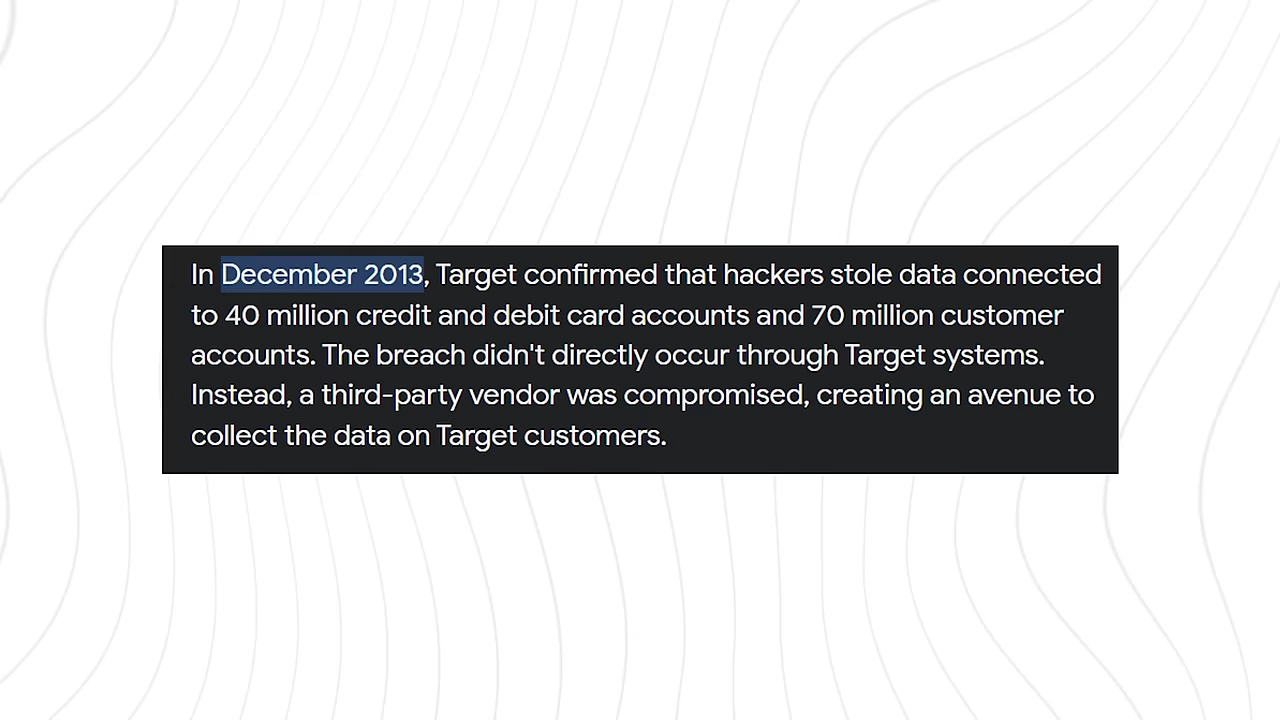 In December 2013, Target confirmed that hackers stole data connected
to 40 million credit and debit card accounts and 70 million customer
accounts. The breach didn't directly occur through Target systems.
Instead, a third-party vendor was compromised, creating an avenue to
collect the data on Target customers.